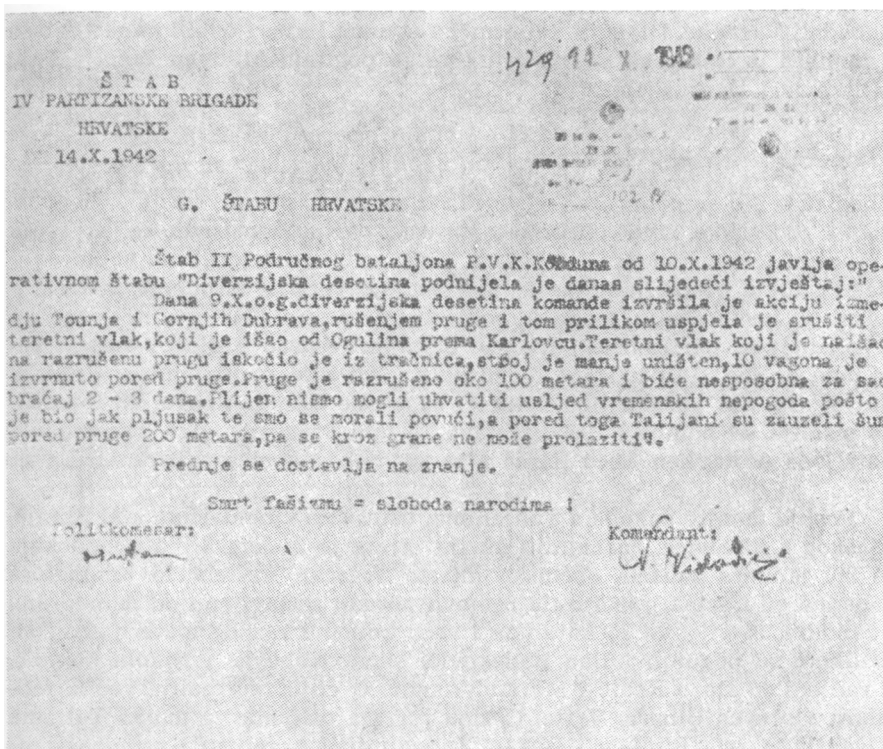 Š T A B
IV PARTIZANSKE BRIGADE
HRVATSKE
14.X.1942
X 1942
102
G. ŠTABU HRVATSKE
Štab II Područnog bataljona P.V.K.Korduna od 10.X.1942 javlja ope-
rativnom štabu "Diverzijska desetina podnijela je danas slijedeći izvještaj:"
Dana 9.X.o.g.diverzijska desetina komande izvršila je akciju izme-
dju Tounja i Gornjih Dubrava,rušenjem pruge i tom prilikom uspjela je srušiti
teretni vlak,koji je išao od Ogulina prema Karlovcu.Teretni vlak koji je naišao
na razrušenu prugu iskočio je iz tračnica,stroj je manje uništen,10 vagona je
izvrnuto pored pruge.Pruge je razrušeno oko 100 metara i biće nesposobna za sao
braćaj 2 - 3 dana.Plijen nismo mogli uhvatiti usljed vremenskih nepogoda pošto
je bio jak pljusak te smo se morali povući,a pored toga Talijani su zauzeli šum
pored pruge 200 metara,pa se kroz grane ne može prolaziti".
Prednje se dostavlja na znanje.
Smrt fašizmu = sloboda narodima !
Politkomesar:
Komandant: